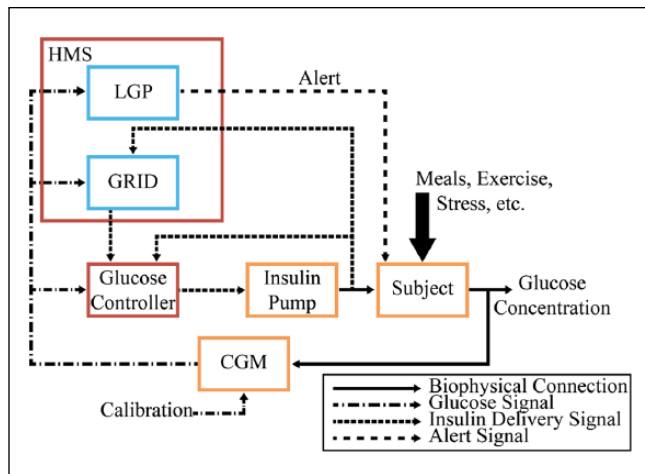 HMS
LGP
Alert
GRID
Meals, Exercise,
Stress, etc.
Glucose
Controller
Insulin
Pump
Subject
Glucose
Concentration
CGM
Calibration
Biophysical Connection
Glucose Signal
Insulin Delivery Signal
Alert Signal